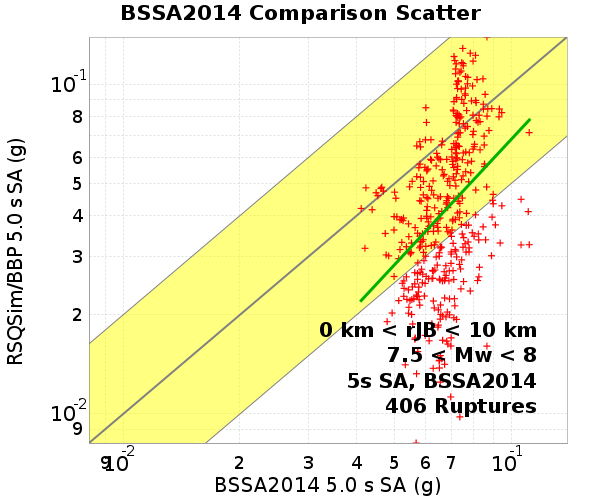 BSSA2014 Comparison Scatter
RSQSim/BBP 5.0 s SA (g)
10-1
8
6
5
4
3
2
10-2
9
0 km < rJB < 10 km
7.5 < Mw < 8
5s SA, BSSA2014
406 Ruptures
9 10-2 2 3 4 5 6 7 10-1
BSSA2014 5.0 s SA (g)